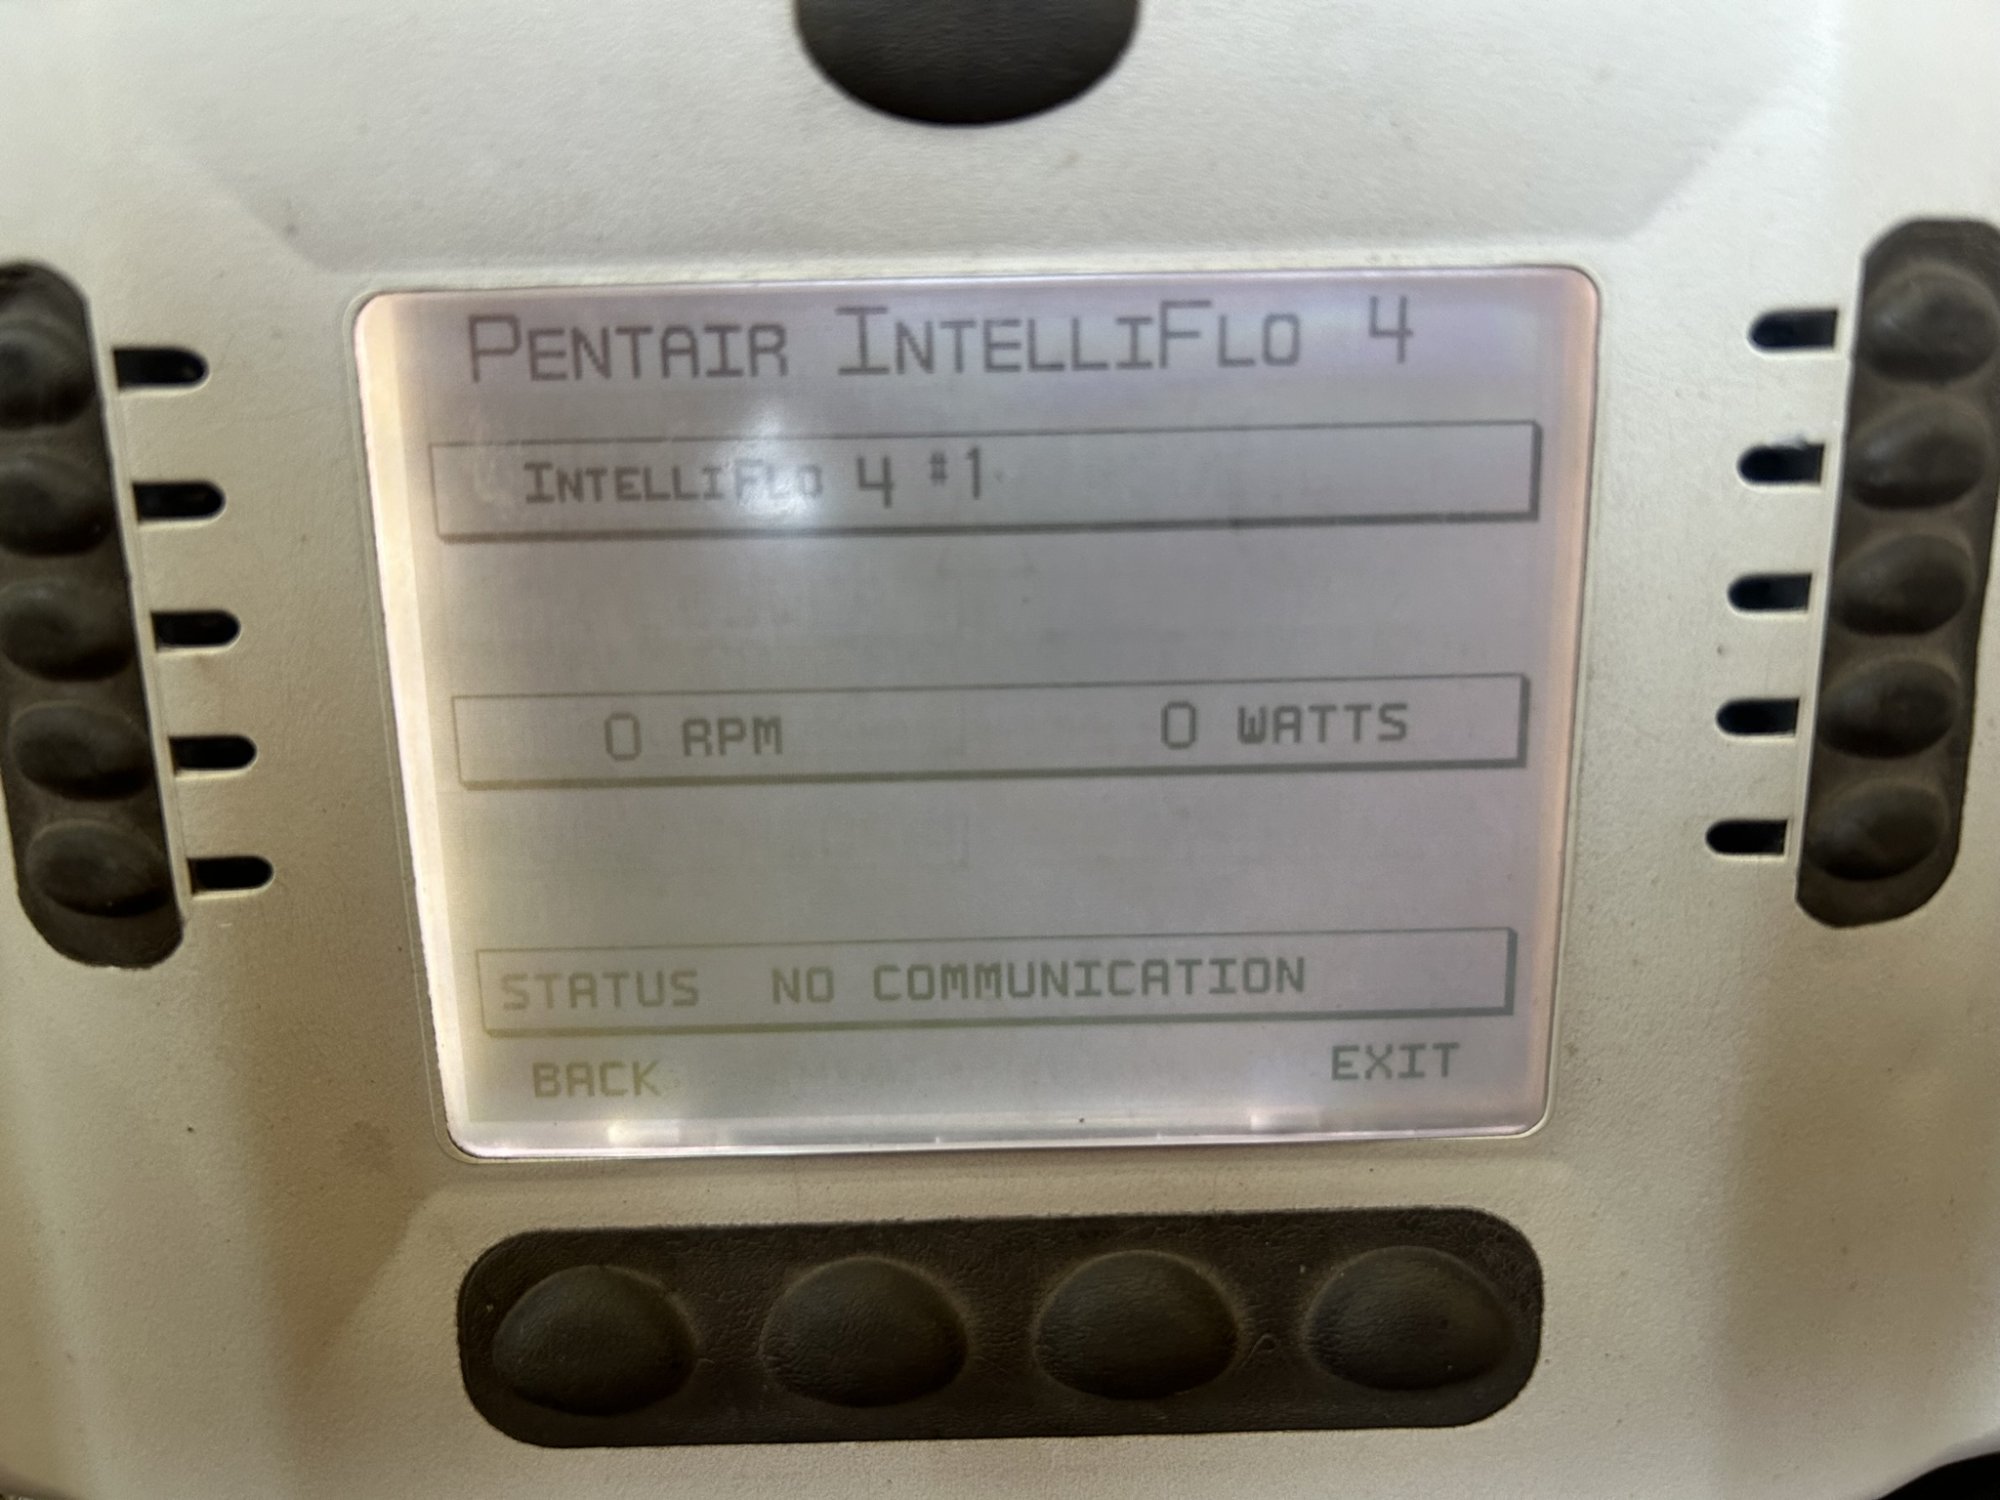 PENTAIR INTELLIFLO 4
INTELLIFLO 4 #1
0 RPM 0 WATTS
STATUS NO COMMUNICATION
BACK EXIT